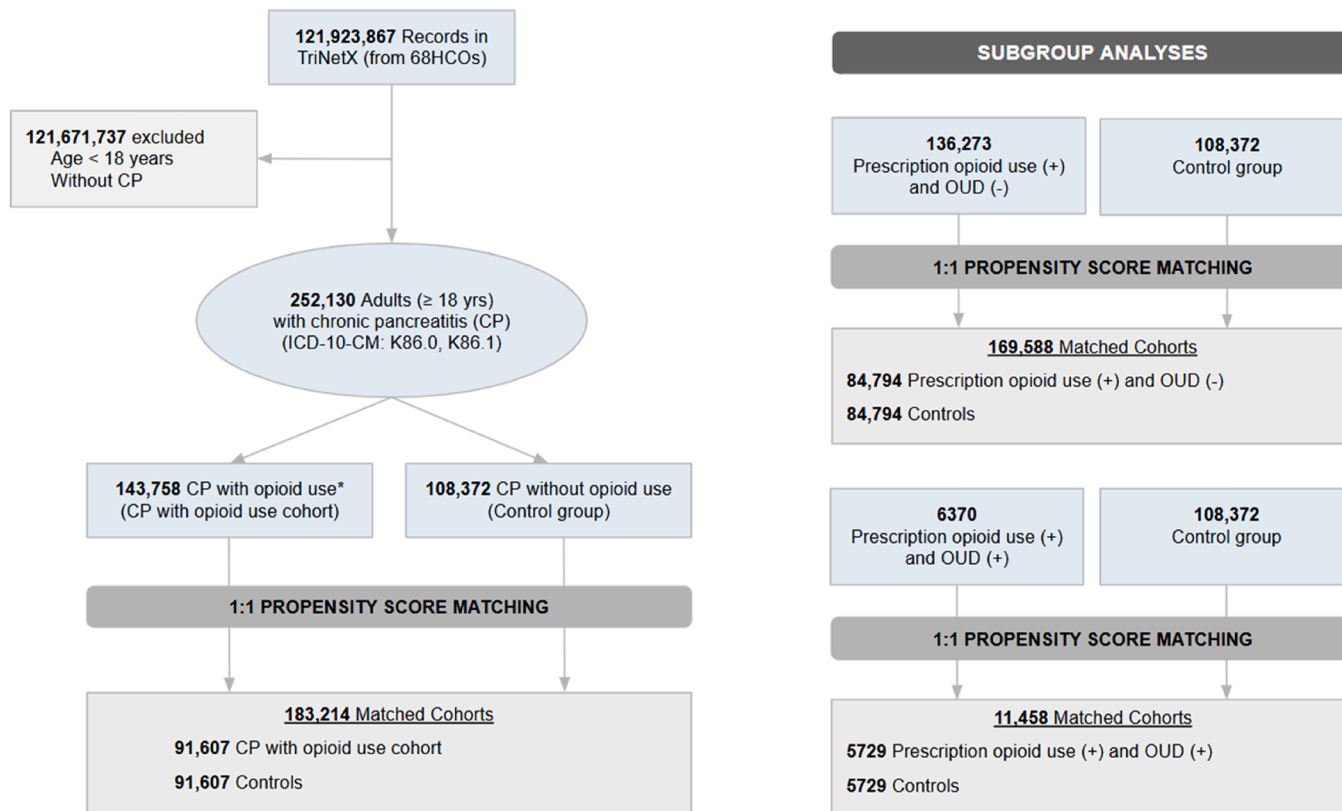 121,923,867 Records in
TriNetX (from 68HCOs)
121,671,737 excluded
Age < 18 years
Without CP
252,130 Adults (≥ 18 yrs)
with chronic pancreatitis (CP)
(ICD-10-CM: K86.0, K86.1)
143,758 CP with opioid use*
(CP with opioid use cohort)
108,372 CP without opioid use
(Control group)
1:1 PROPENSITY SCORE MATCHING
183,214 Matched Cohorts
91,607 CP with opioid use cohort
91,607 Controls
SUBGROUP ANALYSES
136,273
Prescription opioid use (+)
and OUD (-)
108,372
Control group
1:1 PROPENSITY SCORE MATCHING
169,588 Matched Cohorts
84,794 Prescription opioid use (+) and OUD (-)
84,794 Controls
6370
Prescription opioid use (+)
and OUD (+)
108,372
Control group
1:1 PROPENSITY SCORE MATCHING
11,458 Matched Cohorts
5729 Prescription opioid use (+) and OUD (+)
5729 Controls